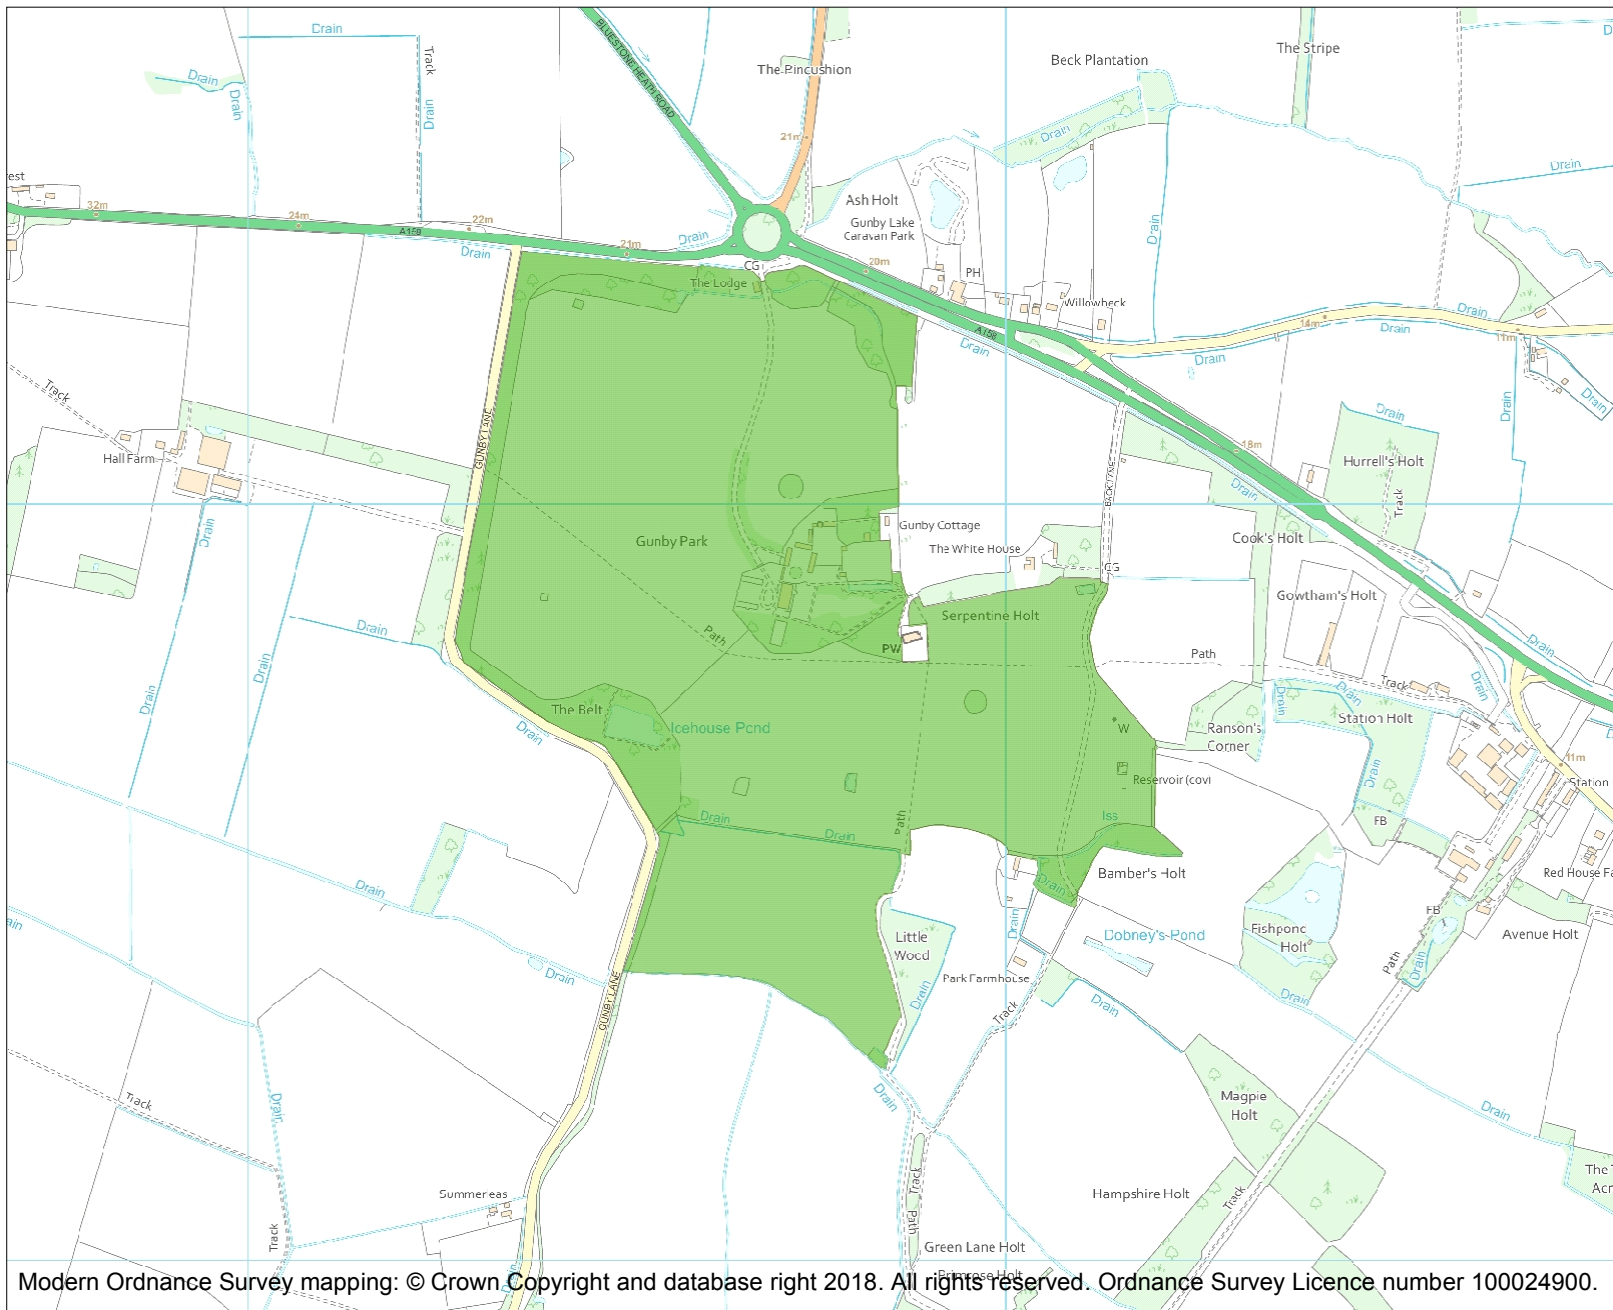 Drain
BLUESTONE HEATH ROAD
The Pincushion
Beck Plantation
The Stripe
Track
Drain
Drain
Drain
Drain
21m
Drain
Drain
est
32m
24m
22m
A158
Drain
21m
Drain
Ash Holt
Gunby Lake
Caravan Park
Drain
CG
20m
PH
The Lodge
Willowbeck
A158
Drain
14m
Drain
Drain
11m
Drain
Drain
Drain
Drain
Track
GUNBY LANE
Hall Farm
18m
Hurrell's Holt
Track
BACK LANE
Drain
Drain
Gunby Park
Gunby Cottage
The White House
Cook's Holt
CG
Gowtham's Holt
Serpentine Holt
Drain
Path
PW
Path
Drain
Drain
Drain
Track
Drain
Drain
Drain
Station Holt
The Belt
Icehouse Pond
W
Ranson's
Corner
Drain
Reservoir (cov)
Drain
11m
Station
Drain
Drain
Path
Iss
FB
Drain
Drain
Bamber's Holt
Red House Fa
ain
Little
Wood
Drain
Dobney's Pond
Fishpond
Holt
FB
Avenue Holt
Path
Drain
Drain
Park Farmhouse
Drain
Track
Drain
Drain
GUNBY LANE
Track
Drain
Drain
Magpie
Holt
Drain
Summerleas
Track
Track
Path
Hampshire Holt
Track
The
Acr
Green Lane Holt
Primrose Holt
Drain
Modern Ordnance Survey mapping: © Crown Copyright and database right 2018. All rights reserved. Ordnance Survey Licence number 100024900.